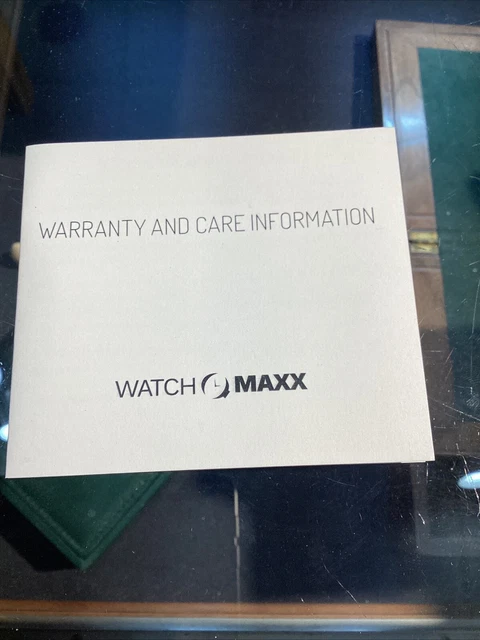 WARRANTY AND CARE INFORMATION
WATCH MAXX